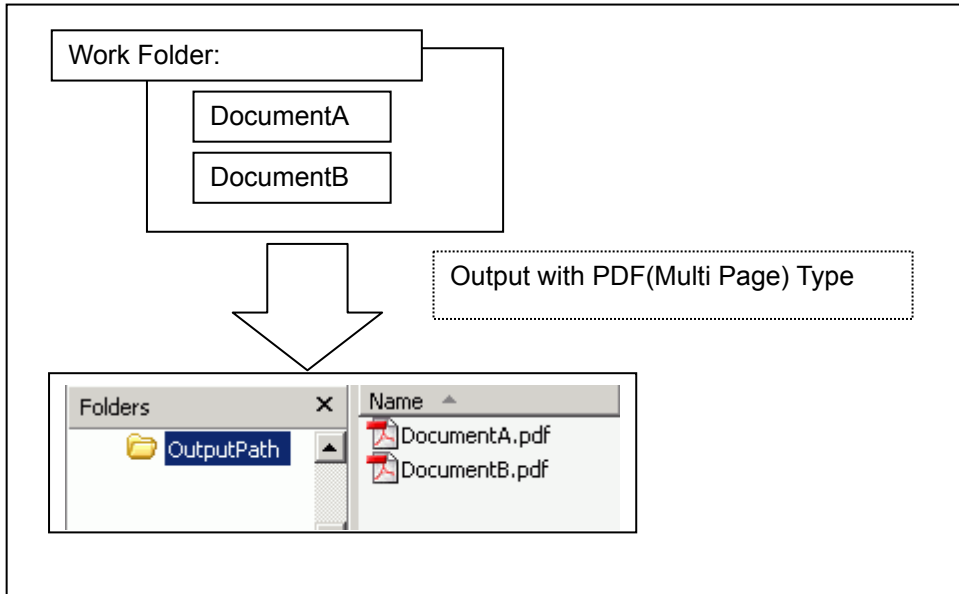 Work Folder:
DocumentA
DocumentB
Output with PDF(Multi Page) Type
Folders
Name
OutputPath
DocumentA.pdf
DocumentB.pdf